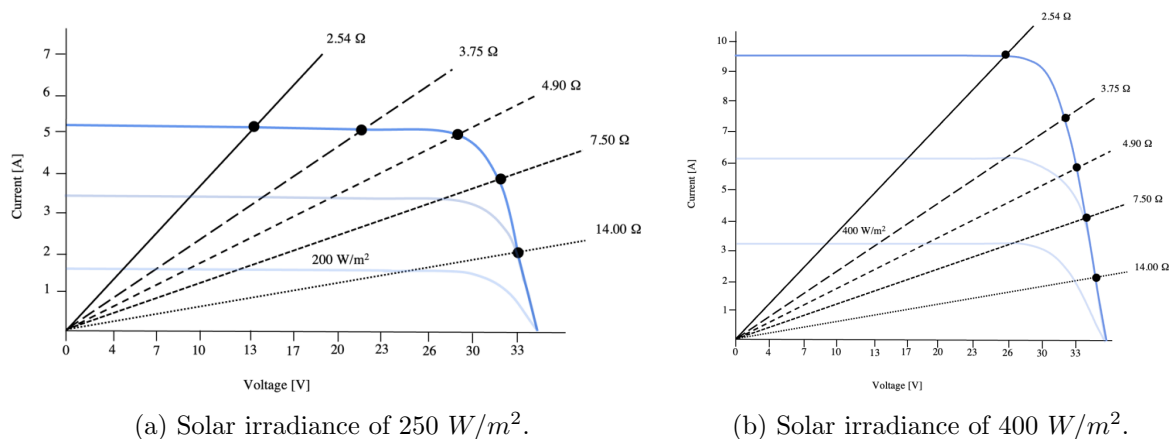 2.54 Ω
3.75 Ω
4.90 Ω
7.50 Ω
14.00 Ω
200 W/m²
7
6
5
4
3
2
1
Current [A]
0 4 7 10 13 17 20 23 26 30 33
Voltage [V]
(a) Solar irradiance of 250 W/m².
2.54 Ω
3.75 Ω
4.90 Ω
7.50 Ω
14.00 Ω
400 W/m²
10
9
8
7
6
5
4
3
2
1
Current [A]
0 4 7 10 13 17 20 23 26 30 33
Voltage [V]
(b) Solar irradiance of 400 W/m².